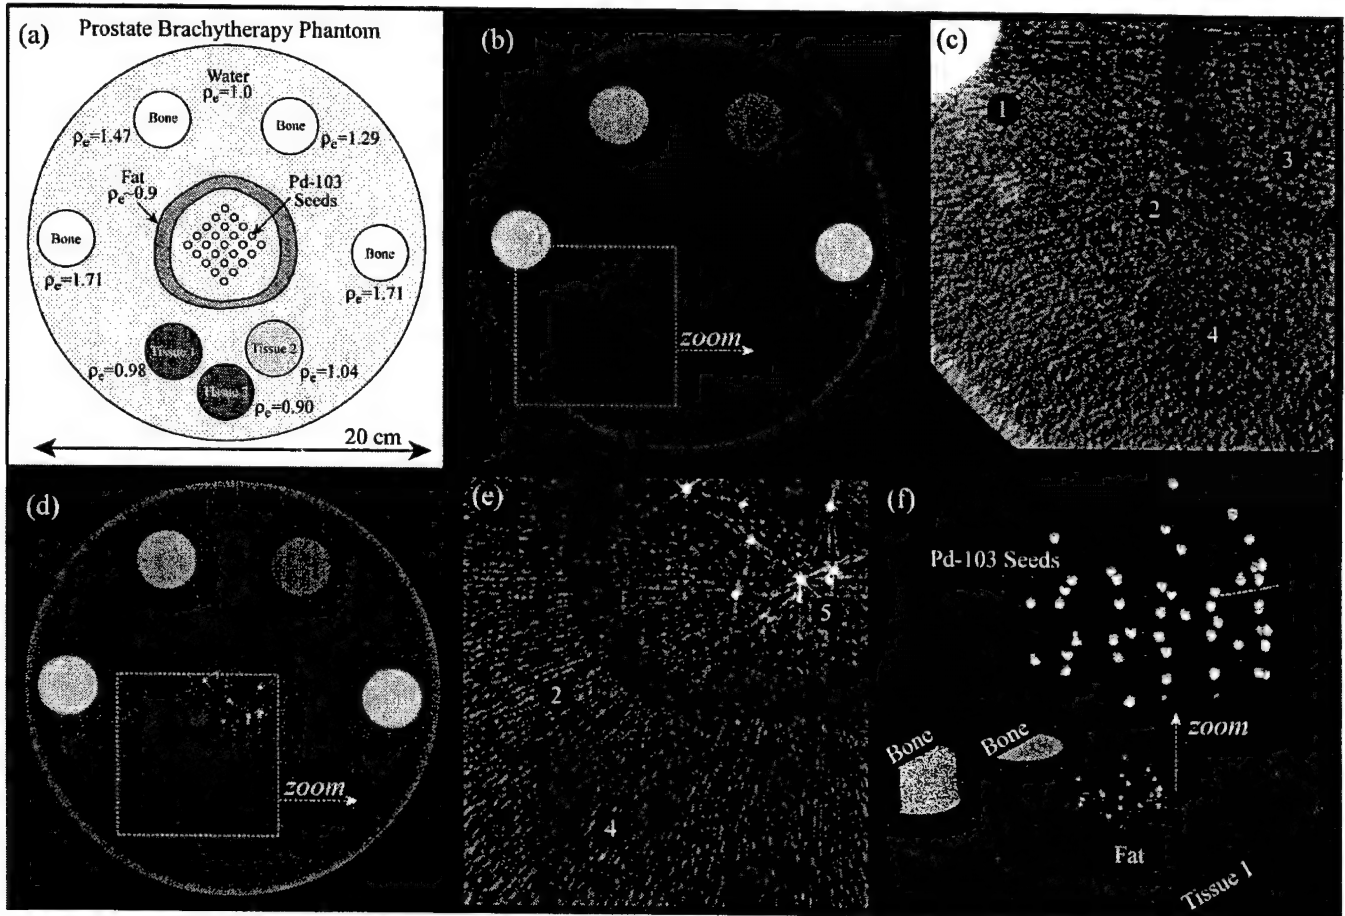 (a)
Prostate Brachytherapy Phantom
Water
ρe=1.0
Bone
ρe=1.47
Bone
ρe=1.29
Fat
ρe~0.9
Pd-103
Seeds
Bone
ρe=1.71
Bone
ρe=1.71
Tissue 1
ρe=0.98
Tissue 2
ρe=1.04
Tissue
ρe=0.90
20 cm
(b)
zoom
(c)
1
2
3
4
(d)
zoom
(e)
5
2
4
(f)
Pd-103 Seeds
zoom
Bone
Bone
Fat
Tissue 1